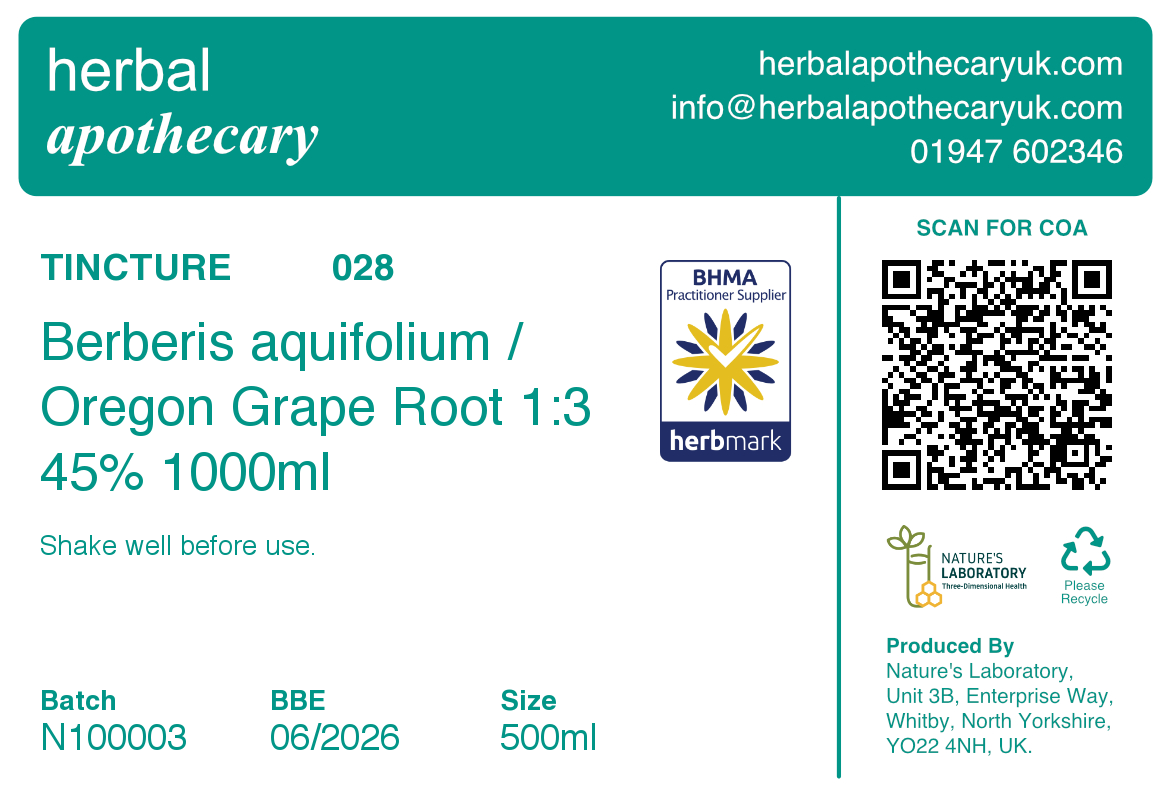 herbal
apothecary
herbalapothecaryuk.com
info@herbalapothecaryuk.com
01947 602346
TINCTURE 028
Berberis aquifolium /
Oregon Grape Root 1:3
45% 1000ml
Shake well before use.
BHMA
Practitioner Supplier
herbmark
Batch BBE Size
N100003 06/2026 500ml
SCAN FOR COA
NATURE'S
LABORATORY
Three-Dimensional Health
Please
Recycle
Produced By
Nature's Laboratory,
Unit 3B, Enterprise Way,
Whitby, North Yorkshire,
YO22 4NH, UK.